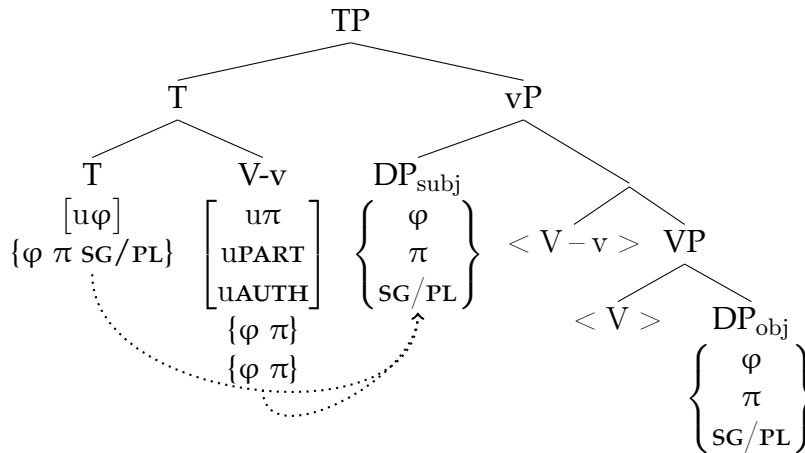 TP
T vP
T V-v DP_subj
[uφ] [uπ {φ
{φ π SG/PL} uPART π < V – v > VP
uAUTH] SG/PL}
{φ π} < V > DP_obj
{φ π} {φ
π
SG/PL}